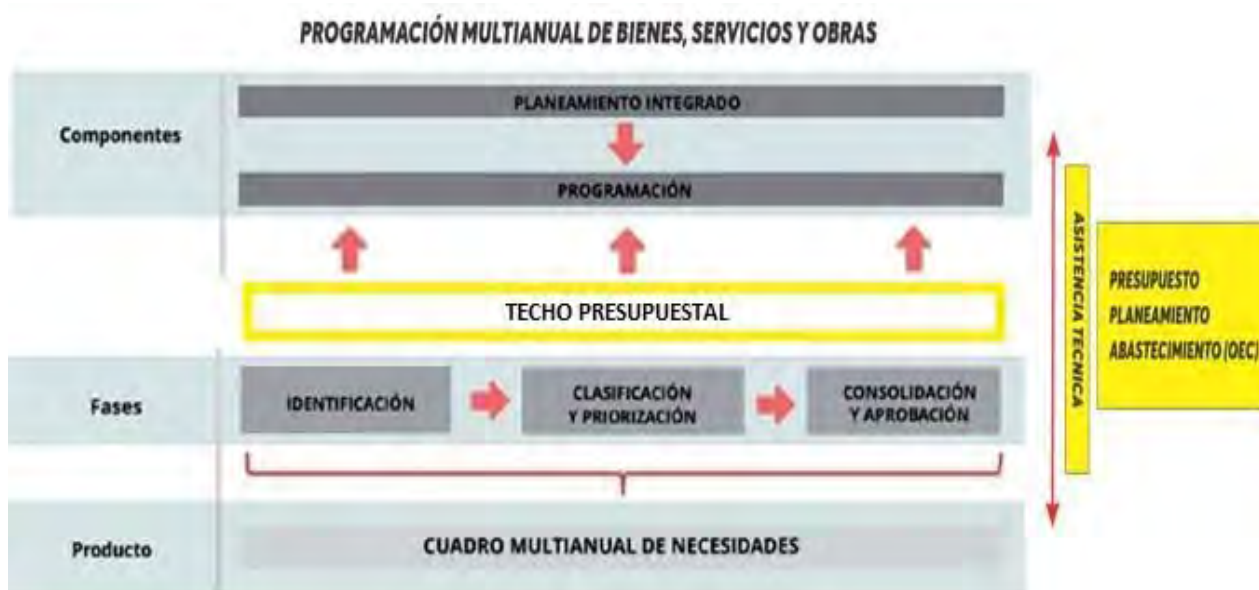 PROGRAMACIÓN MULTIANUAL DE BIENES, SERVICIOS Y OBRAS
Componentes
PLANEAMIENTO INTEGRADO
PROGRAMACIÓN
TECHO PRESUPUESTAL
Fases
IDENTIFICACIÓN
CLASIFICACIÓN
Y PRIORIZACIÓN
CONSOLIDACIÓN
Y APROBACIÓN
Producto
CUADRO MULTIANUAL DE NECESIDADES
ASISTENCIA TECNICA
PRESUPUESTO
PLANEAMIENTO
ABASTECIMIENTO (OEC)